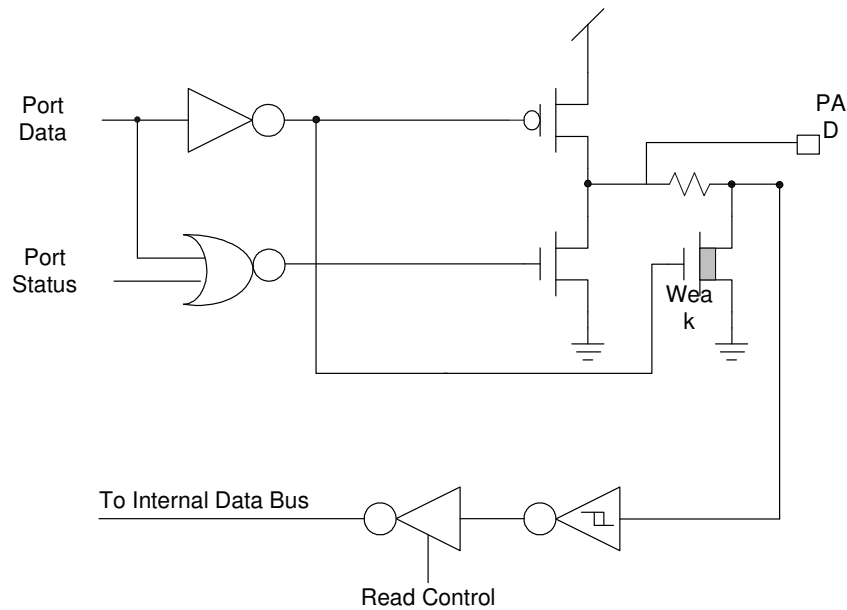 Port
Data
PA
D
Port
Status
Wea
k
To Internal Data Bus
Read Control